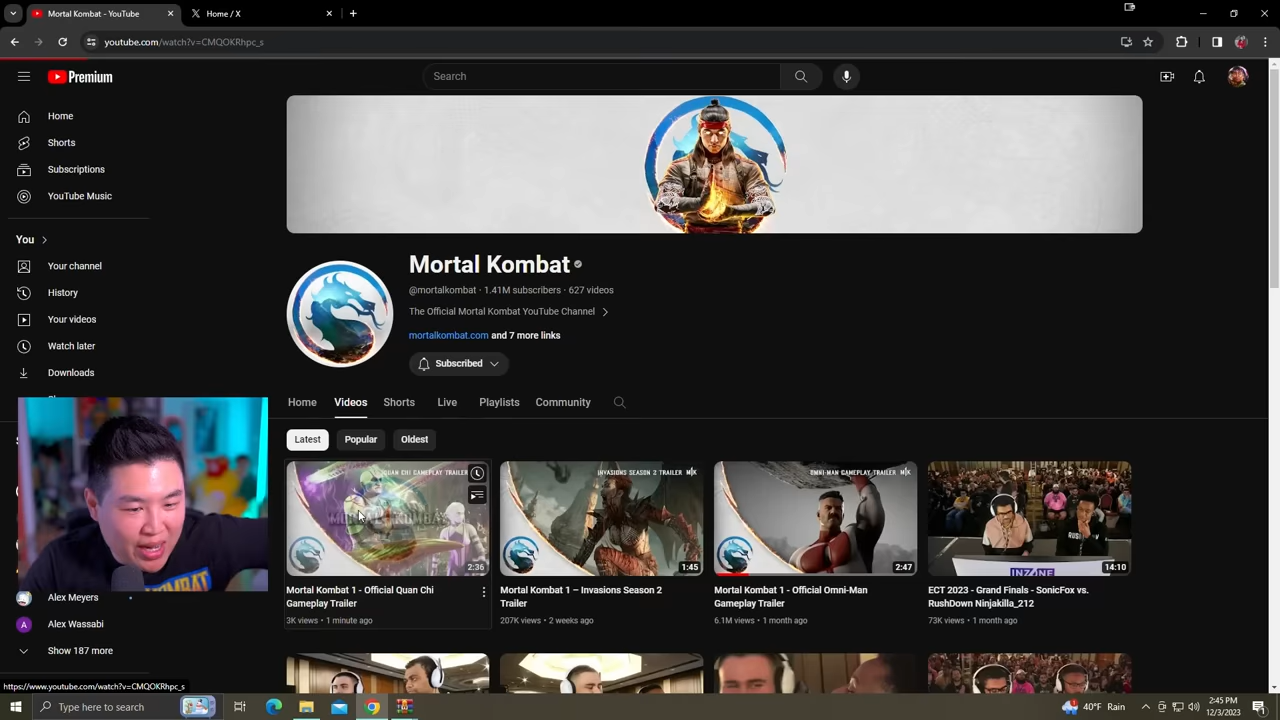 Mortal Kombat - YouTube
Home / X
youtube.com/watch?v=CMQOKRhpc_s
Premium
Search
Home
Shorts
Subscriptions
YouTube Music
You
Your channel
History
Your videos
Watch later
Downloads
Alex Meyers
Alex Wassabi
Show 187 more
Mortal Kombat
@mortalkombat · 1.41M subscribers · 627 videos
The Official Mortal Kombat YouTube Channel
mortalkombat.com and 7 more links
Subscribed
Home
Videos
Shorts
Live
Playlists
Community
Latest
Popular
Oldest
QUAN CHI GAMEPLAY TRAILER
2:36
Mortal Kombat 1 - Official Quan Chi
Gameplay Trailer
3K views · 1 minute ago
INVASIONS SEASON 2 TRAILER
1:45
Mortal Kombat 1 – Invasions Season 2
Trailer
207K views · 2 weeks ago
OMNI-MAN GAMEPLAY TRAILER
2:47
Mortal Kombat 1 - Official Omni-Man
Gameplay Trailer
6.1M views · 1 month ago
14:10
ECT 2023 - Grand Finals - SonicFox vs.
RushDown Ninjakilla_212
73K views · 1 month ago
https://www.youtube.com/watch?v=CMQOKRhpc_s
Type here to search
40°F Rain
2:45 PM
12/3/2023